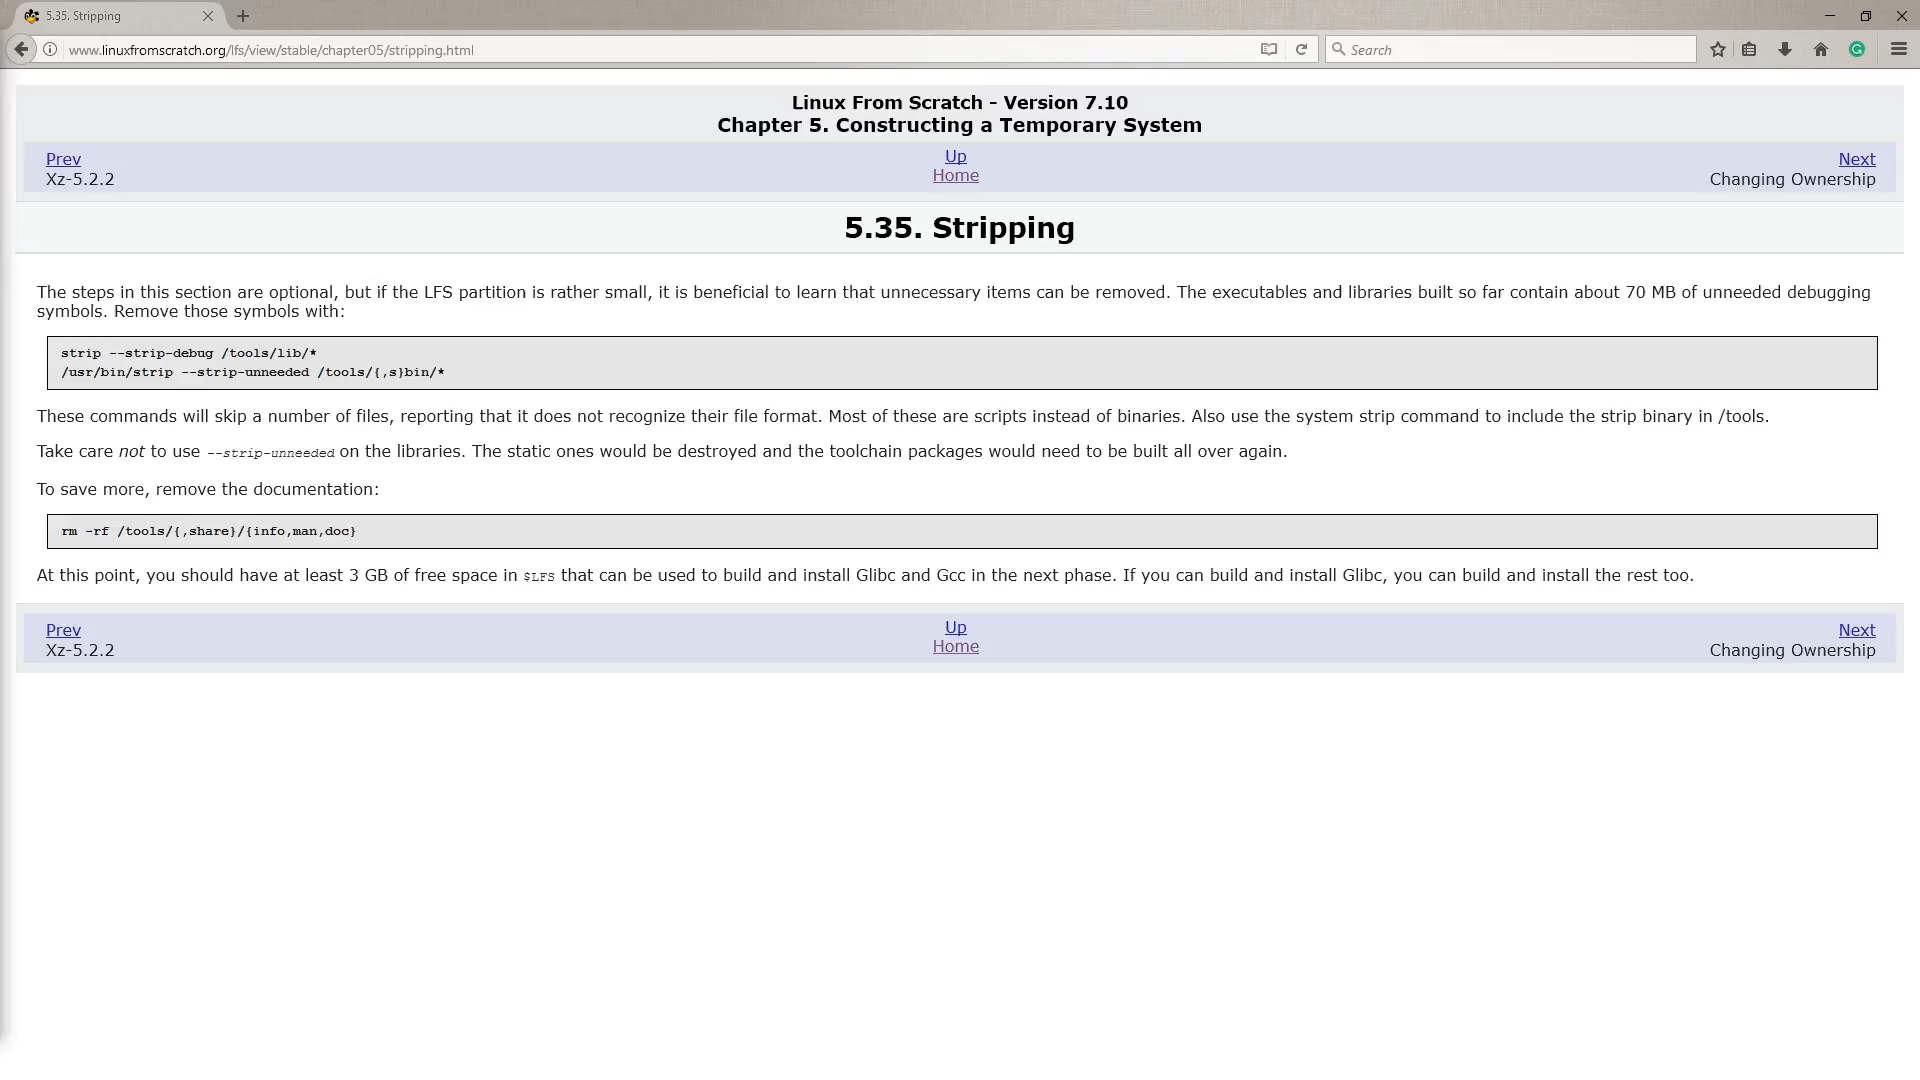 5.35. Stripping
www.linuxfromscratch.org/lfs/view/stable/chapter05/stripping.html
Search
Linux From Scratch - Version 7.10
Chapter 5. Constructing a Temporary System
Prev
Xz-5.2.2
Up
Home
Next
Changing Ownership
5.35. Stripping
The steps in this section are optional, but if the LFS partition is rather small, it is beneficial to learn that unnecessary items can be removed. The executables and libraries built so far contain about 70 MB of unneeded debugging
symbols. Remove those symbols with:
strip --strip-debug /tools/lib/*
/usr/bin/strip --strip-unneeded /tools/{,s}bin/*
These commands will skip a number of files, reporting that it does not recognize their file format. Most of these are scripts instead of binaries. Also use the system strip command to include the strip binary in /tools.
Take care not to use --strip-unneeded on the libraries. The static ones would be destroyed and the toolchain packages would need to be built all over again.
To save more, remove the documentation:
rm -rf /tools/{,share}/{info,man,doc}
At this point, you should have at least 3 GB of free space in $LFS that can be used to build and install Glibc and Gcc in the next phase. If you can build and install Glibc, you can build and install the rest too.
Prev
Xz-5.2.2
Up
Home
Next
Changing Ownership